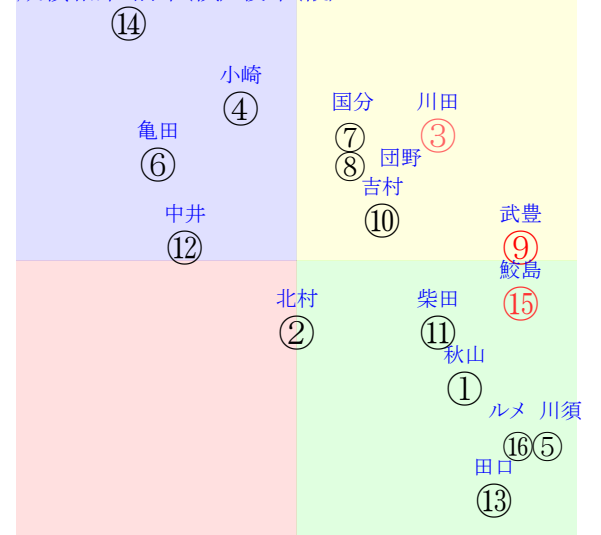 ⑭
小崎
④
国分
川田
⑦
③
亀田
⑥
団野
⑧
吉村
⑩
中井
⑫
武豊
⑨
鮫島
⑮
北村
②
柴田
⑪
秋山
①
ルメ 川須
⑯⑤
田口
⑬